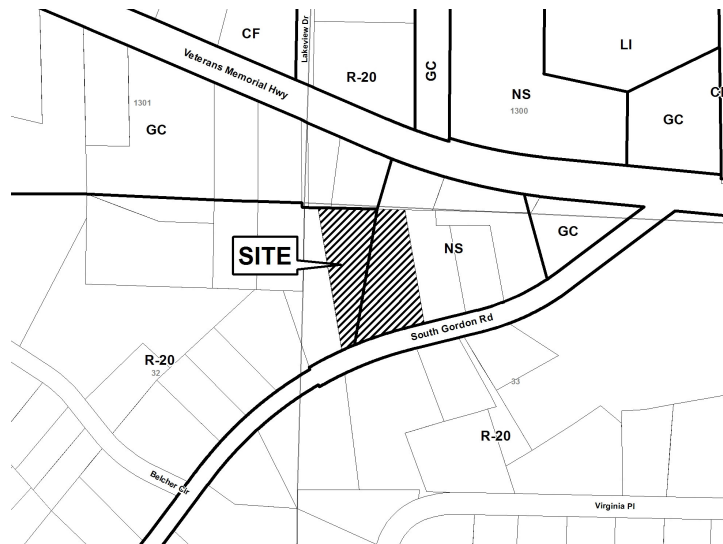 CF
Lakeview Dr
Veterans Memorial Hwy
R-20
GC
LI
NS
1300
GC
1301
GC
SITE
NS
GC
South Gordon Rd
R-20
32
33
R-20
Belcher Cir
Virginia Pl